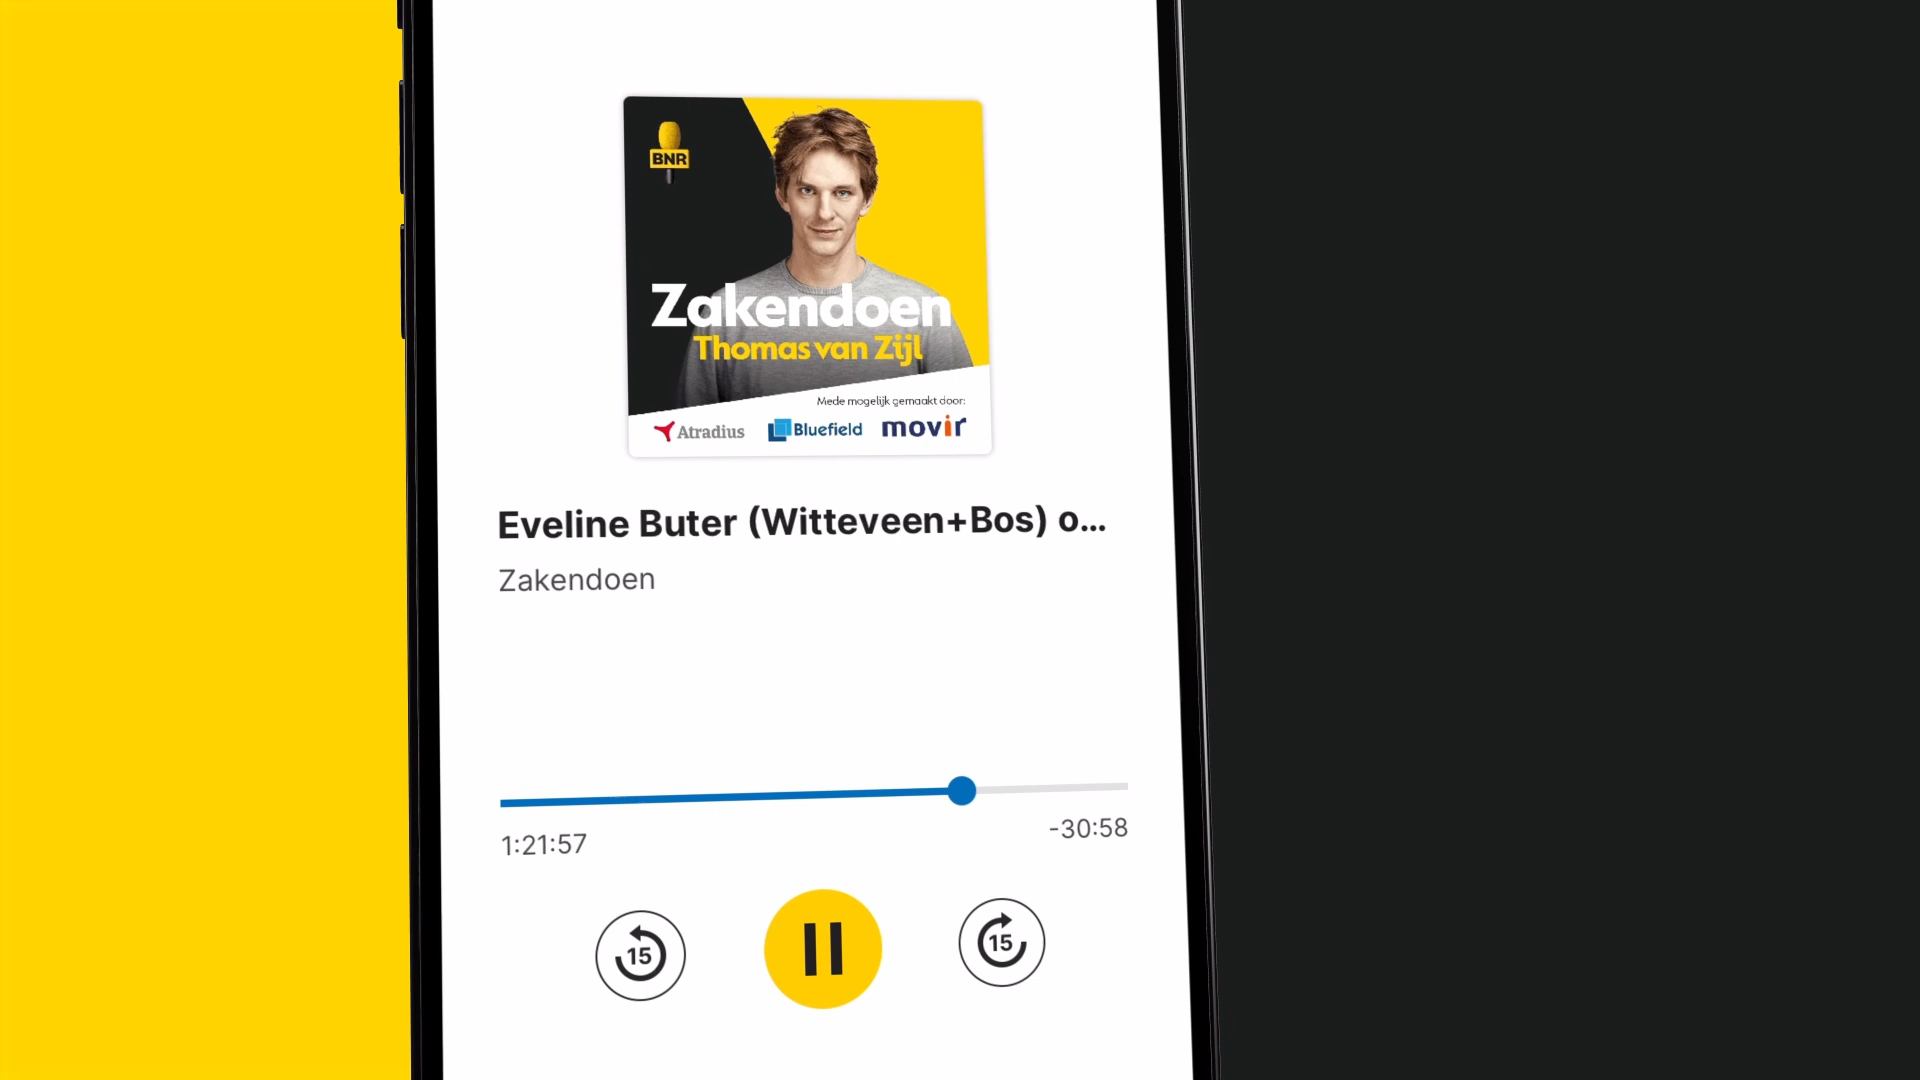 BNR
Zakendoen
Thomas van Zijl
Mede mogelijk gemaakt door:
Atradius Bluefield movir
Eveline Buter (Witteveen+Bos) o...
Zakendoen
1:21:57 -30:58
15 15